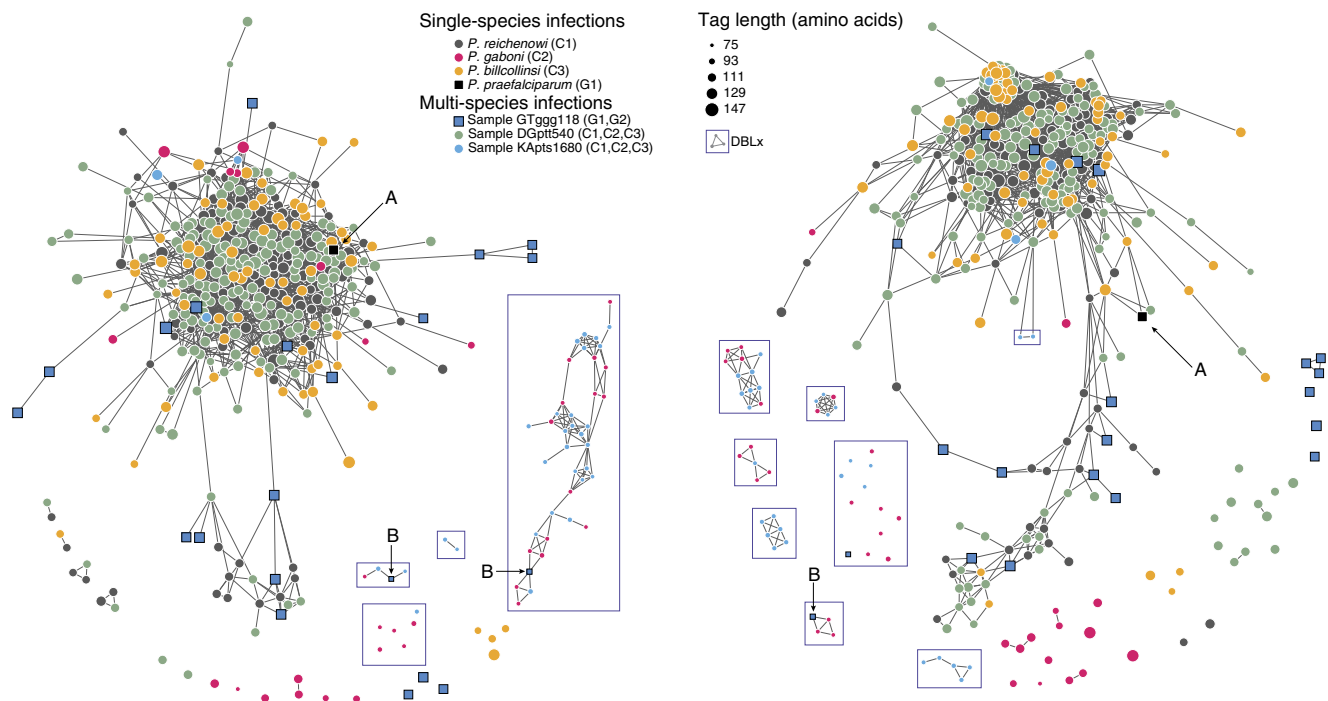 Single-species infections
P. reichenowi (C1)
P. gaboni (C2)
P. billcollinsi (C3)
P. praefalciparum (G1)
Multi-species infections
Sample GTggg118 (G1,G2)
Sample DGptt540 (C1,C2,C3)
Sample KApts1680 (C1,C2,C3)
A
B
B
Tag length (amino acids)
75
93
111
129
147
DBLx
A
B